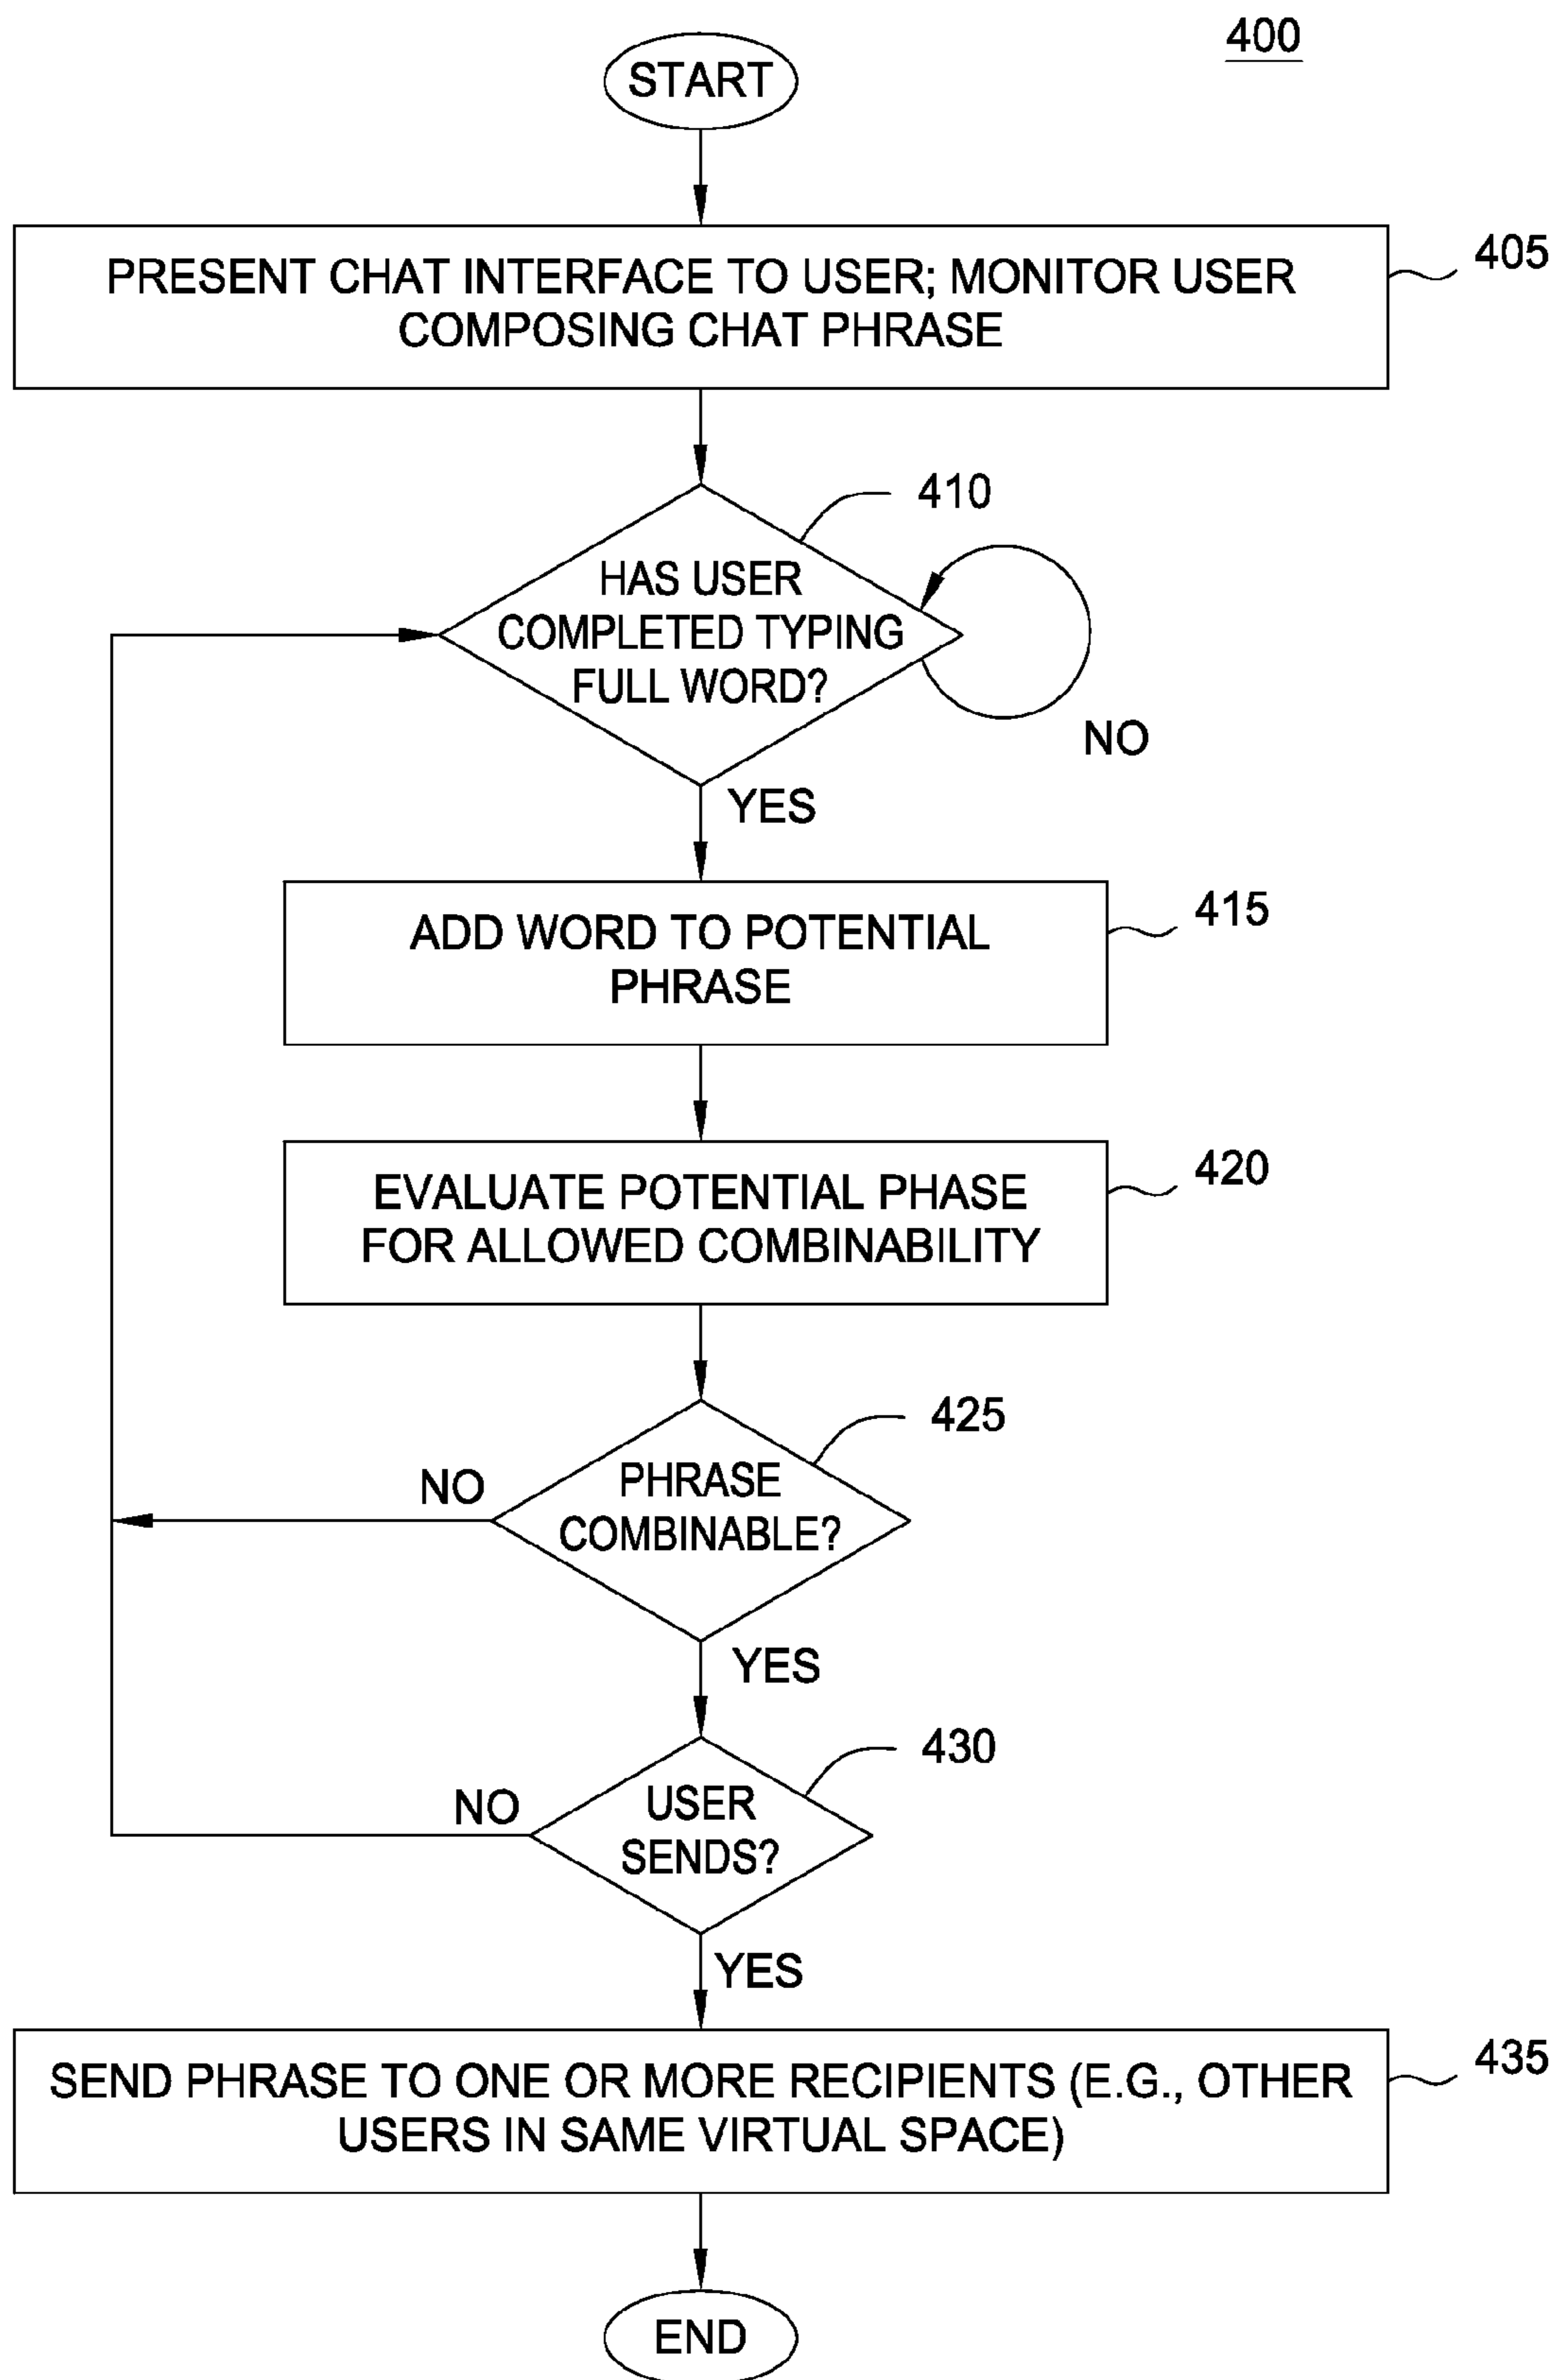 400
START
PRESENT CHAT INTERFACE TO USER; MONITOR USER
COMPOSING CHAT PHRASE
405
410
HAS USER
COMPLETED TYPING
FULL WORD?
NO
YES
ADD WORD TO POTENTIAL
PHRASE
415
EVALUATE POTENTIAL PHASE
FOR ALLOWED COMBINABILITY
420
425
PHRASE
COMBINABLE?
NO
YES
430
USER
SENDS?
NO
YES
SEND PHRASE TO ONE OR MORE RECIPIENTS (E.G., OTHER
USERS IN SAME VIRTUAL SPACE)
435
END